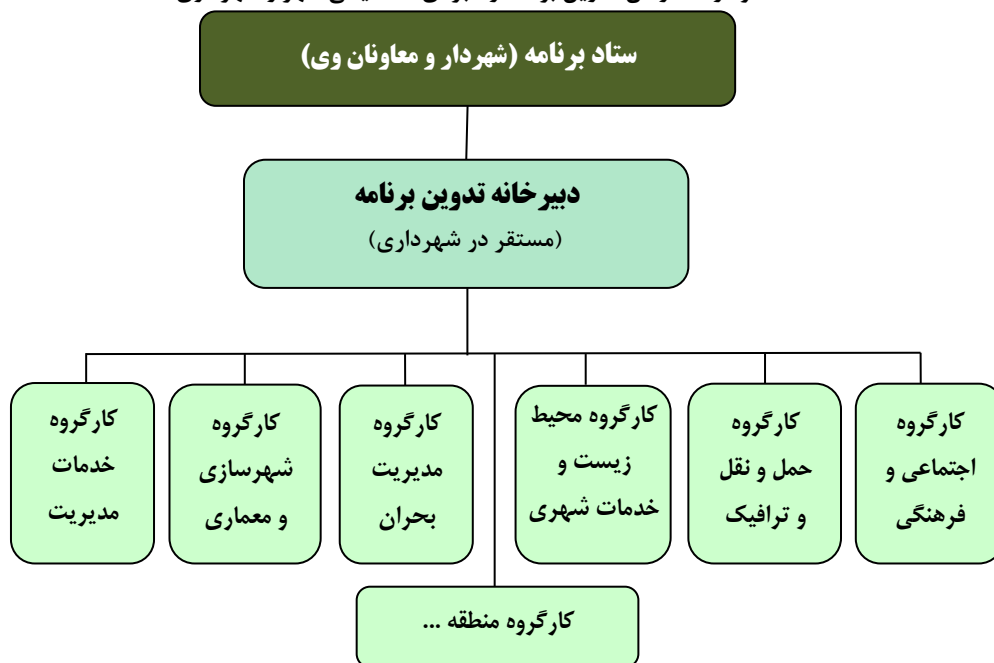 ستاد برنامه (شهردار و معاونان وی)
دبیرخانه تدوین برنامه
(مستقر در شهرداری)
کارگروه
اجتماعی و
فرهنگی
کارگروه
حمل و نقل
و ترافیک
کارگروه محیط
زیست و
خدمات شهری
کارگروه
مدیریت
بحران
کارگروه
شهرسازی
و معماری
کارگروه
خدمات
مدیریت
کارگروه منطقه ...